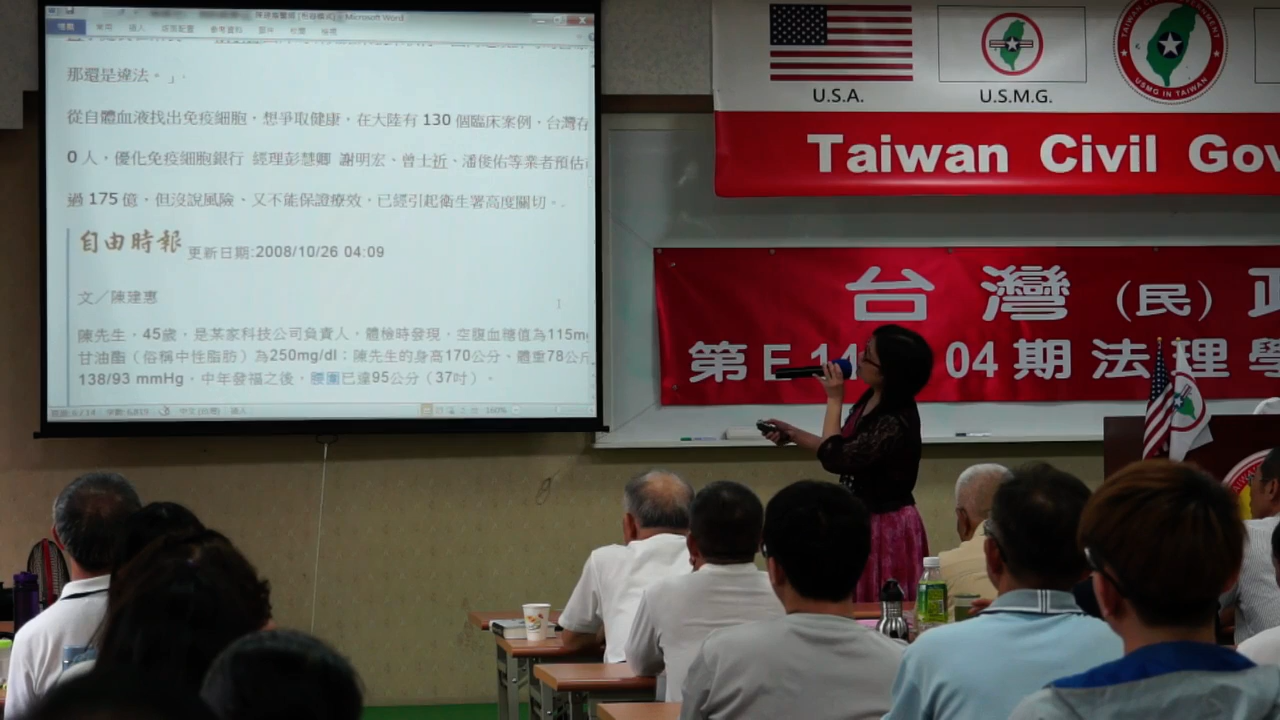 Microsoft Word
那還是違法。」
從自體血液找出免疫細胞，想爭取健康，在大陸有 130 個臨床案例，台灣存
0 人，優化免疫細胞銀行 經理彭慧卿 謝明宏、曾士近、潘俊佑等業者預估
過 175 億，但沒說風險、又不能保證療效，已經引起衛生署高度關切。
自由時報 更新日期:2008/10/26 04:09
文／陳建惠
陳先生，45歲，是某家科技公司負責人，體檢時發現，空腹血糖值為115m
甘油酯（俗稱中性脂肪）為250mg/dl；陳先生的身高170公分、體重78公
138/93 mmHg，中年發福之後，腰圍已達95公分（37吋）。
U.S.A.
U.S.M.G.
USMG IN TAIWAN
Taiwan Civil Gov
台灣（民）政
第E 1 04期法理學